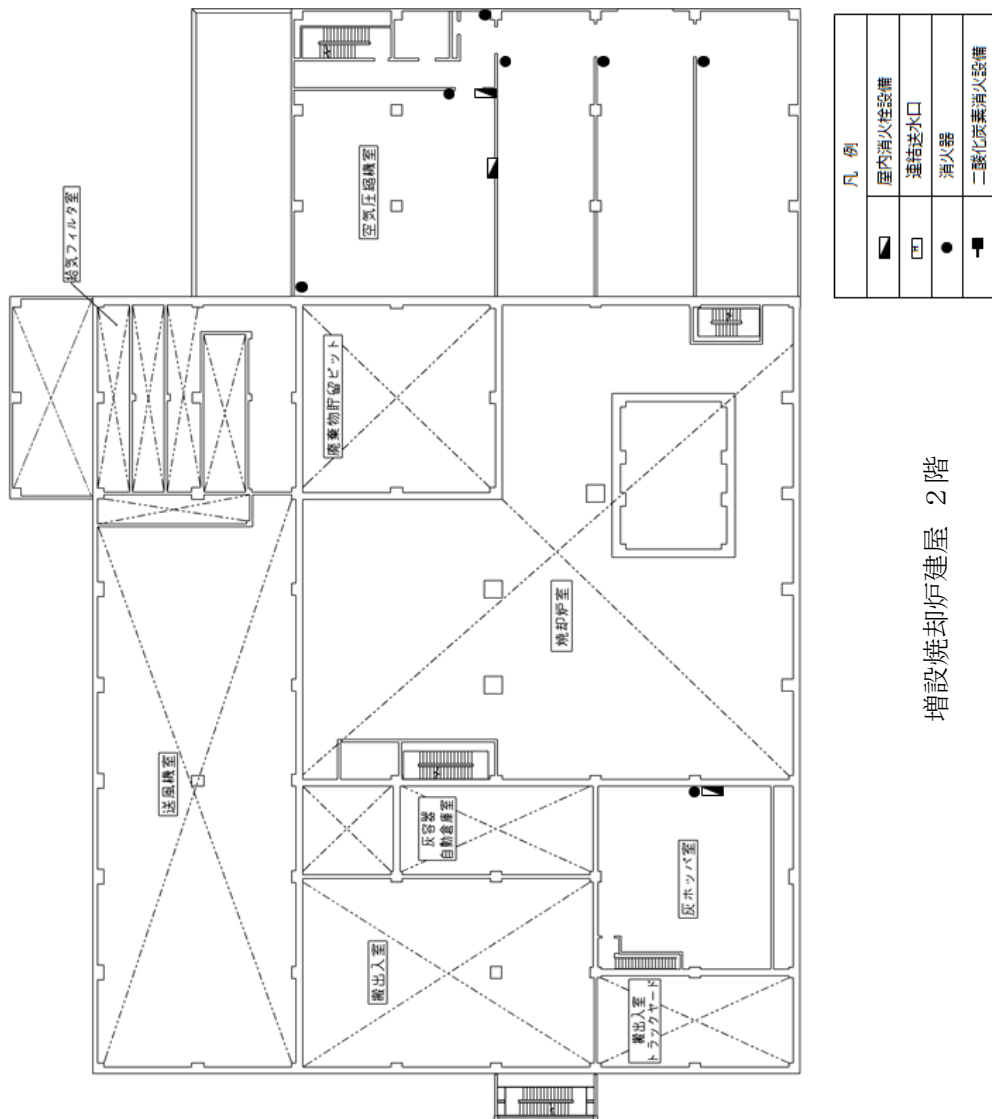 給気フィルタ室
空気圧縮機室
廃棄物貯留ピット
送風機室
焼却炉室
灰容器
自動倉庫室
搬出入室
灰ホッパ室
搬出入室
トラックヤード
凡 例
屋内消火栓設備
H
連結送水口
消火器
二酸化炭素消火設備
増設焼却炉建屋 2階